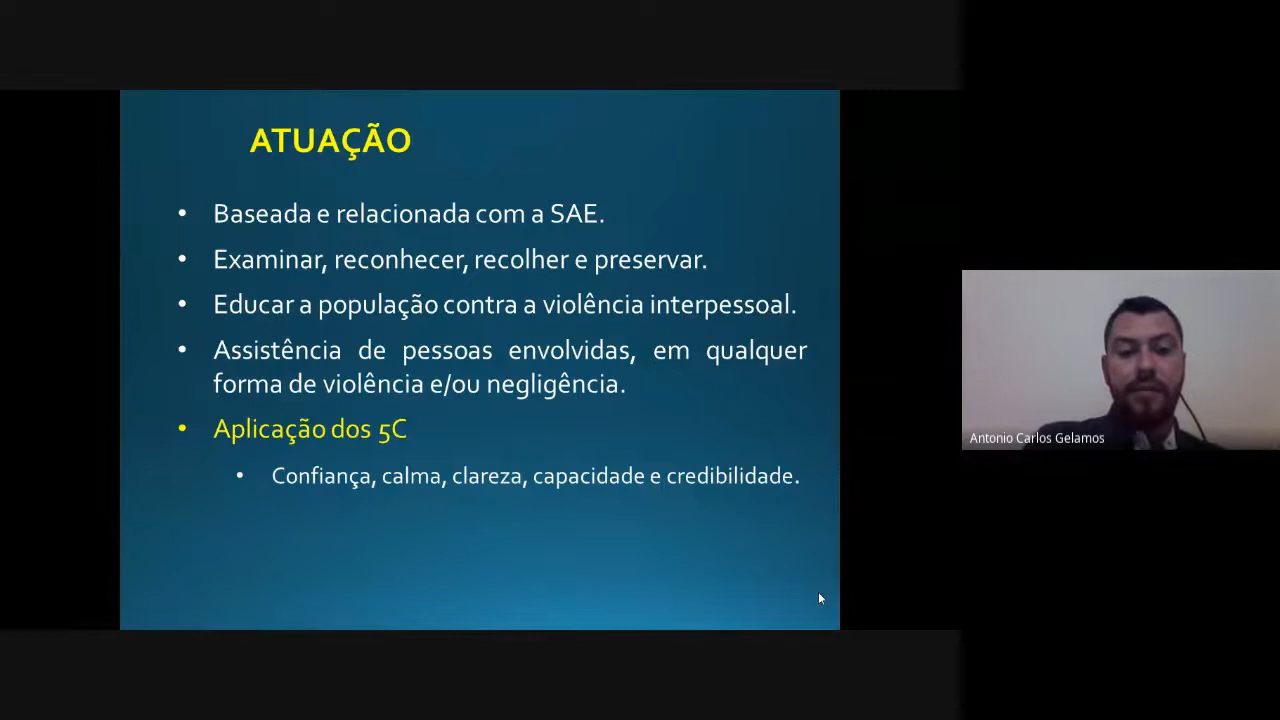 ATUAÇÃO
• Baseada e relacionada com a SAE.
• Examinar, reconhecer, recolher e preservar.
• Educar a população contra a violência interpessoal.
• Assistência de pessoas envolvidas, em qualquer
forma de violência e/ou negligência.
• Aplicação dos 5C
• Confiança, calma, clareza, capacidade e credibilidade.
Antonio Carlos Gelamos